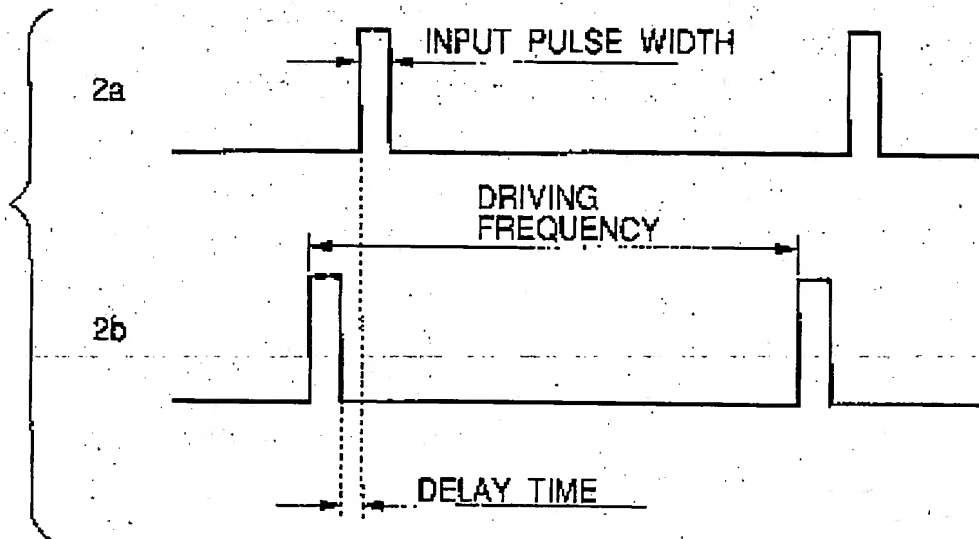 INPUT PULSE WIDTH
2a
DRIVING
FREQUENCY
2b
DELAY TIME